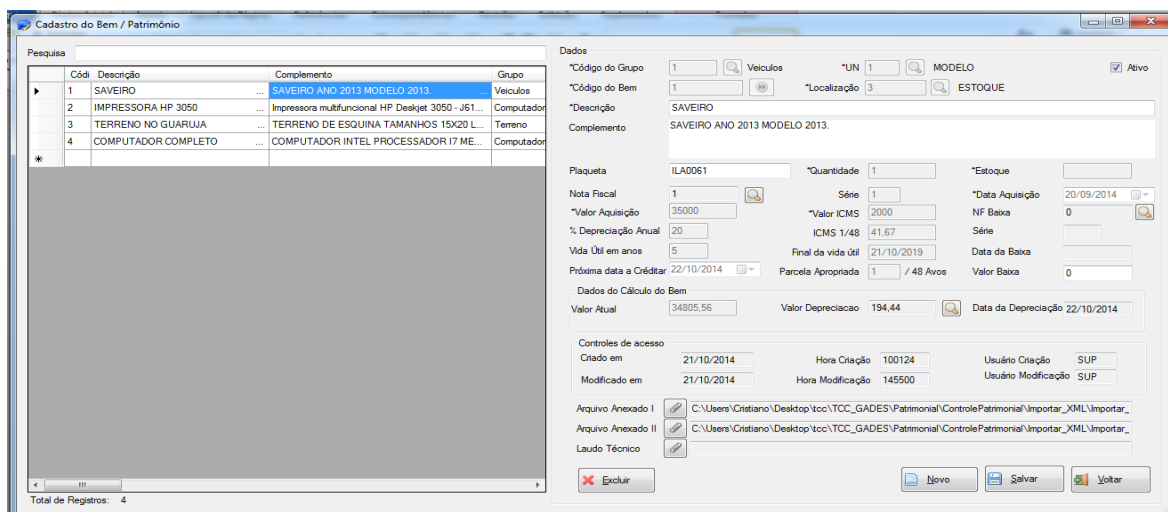 Cadastro do Bem / Patrimônio
Pesquisa
Códi Descrição Complemento Grupo
1 SAVEIRO ... SAVEIRO ANO 2013 MODELO 2013. ... Veiculos
2 IMPRESSORA HP 3050 ... Impressora multifuncional HP Deskjet 3050 - J61... Computador
3 TERRENO NO GUARUJA ... TERRENO DE ESQUINA TAMANHOS 15X20 L... Terreno
4 COMPUTADOR COMPLETO ... COMPUTADOR INTEL PROCESSADOR I7 ME... Computador
Total de Registros: 4
Dados
*Código do Grupo 1 Veiculos *UN 1 MODELO Ativo
*Código do Bem 1 *Localização 3 ESTOQUE
*Descrição SAVEIRO
Complemento SAVEIRO ANO 2013 MODELO 2013.
Plaqueta ILA0061 *Quantidade 1 *Estoque
Nota Fiscal 1 Série 1 *Data Aquisição 20/09/2014
*Valor Aquisição 35000 *Valor ICMS 2000 NF Baixa 0
% Depreciação Anual 20 ICMS 1/48 41,67 Série
Vida Útil em anos 5 Final da vida útil 21/10/2019 Data da Baixa
Próxima data a Créditar 22/10/2014 Parcela Apropriada 1 / 48 Avos Valor Baixa 0
Dados do Cálculo do Bem
Valor Atual 34805,56 Valor Depreciacao 194,44 Data da Depreciação 22/10/2014
Controles de acesso
Criado em 21/10/2014 Hora Criação 100124 Usuário Criação SUP
Modificado em 21/10/2014 Hora Modificação 145500 Usuário Modificação SUP
Arquivo Anexado I C:\Users\Cristiano\Desktop\tcc\TCC_GADES\Patrimonial\ControlePatrimonial\Importar_XML\Importar_
Arquivo Anexado II C:\Users\Cristiano\Desktop\tcc\TCC_GADES\Patrimonial\ControlePatrimonial\Importar_XML\Importar_
Laudo Técnico
Excluir Novo Salvar Voltar